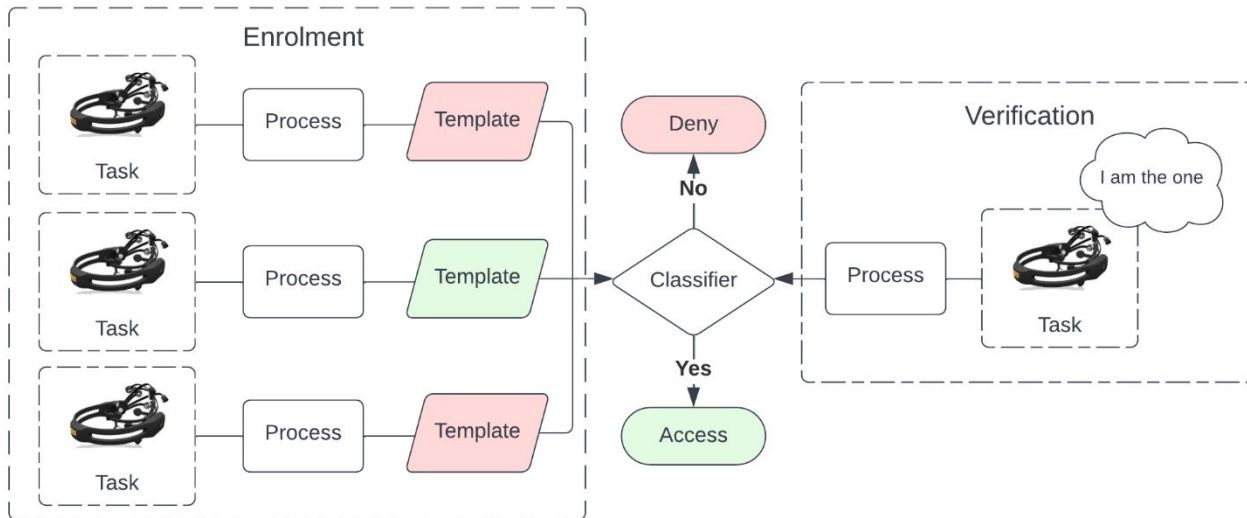 Enrolment
Task
Process
Template
Task
Process
Template
Task
Process
Template
Deny
No
Classifier
Yes
Access
Verification
I am the one
Process
Task